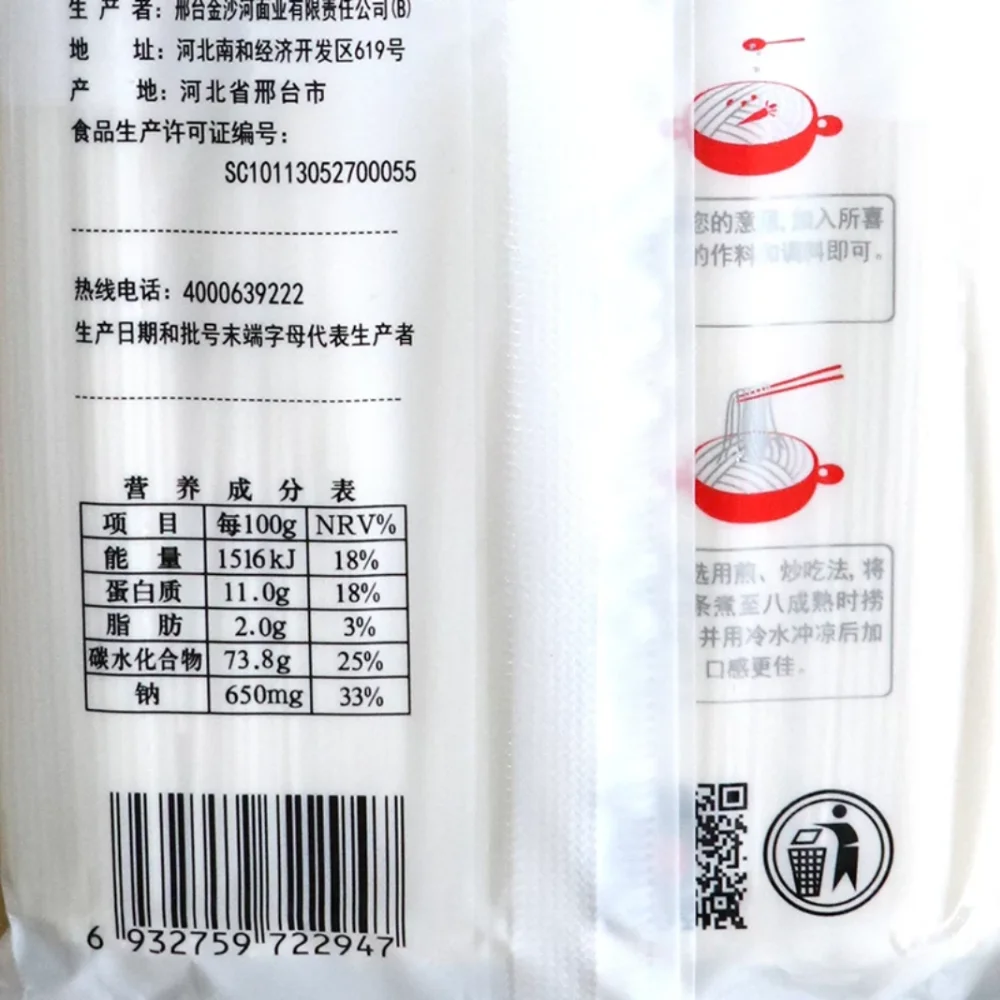 生产者：邢台金沙河面业有限责任公司(B)
地 址：河北南和经济开发区619号
产 地：河北省邢台市
食品生产许可证编号：
SC10113052700055
热线电话：4000639222
生产日期和批号末端字母代表生产者
营养成分表
项目 每100g NRV%
能量 1516kJ 18%
蛋白质 11.0g 18%
脂肪 2.0g 3%
碳水化合物 73.8g 25%
钠 650mg 33%
6 932759 722947
您的意 加入所喜
的作料 调料即可。
选用煎、炒吃法,将
条煮至八成熟时捞
并用冷水冲凉后加
口感更佳。